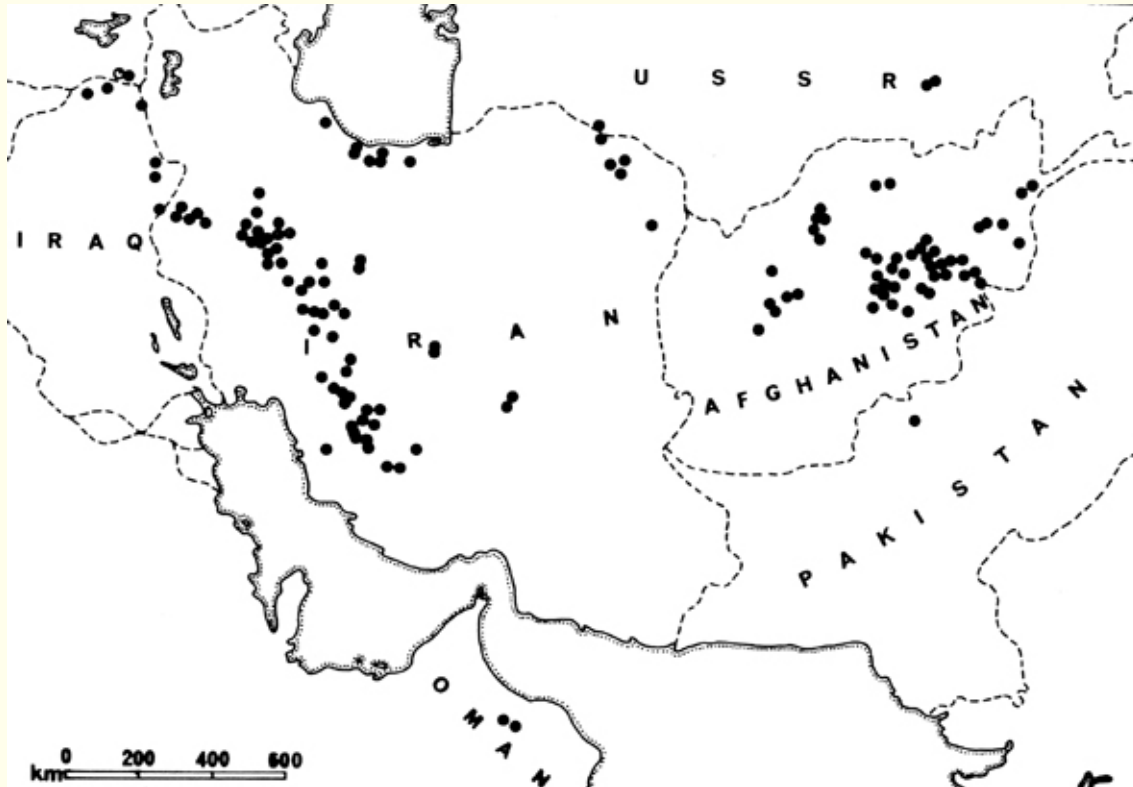 U S S R
I R A Q
I R A N
A F G H A N I S T A N
P A K I S T A N
O M A N
0 200 400 600
km